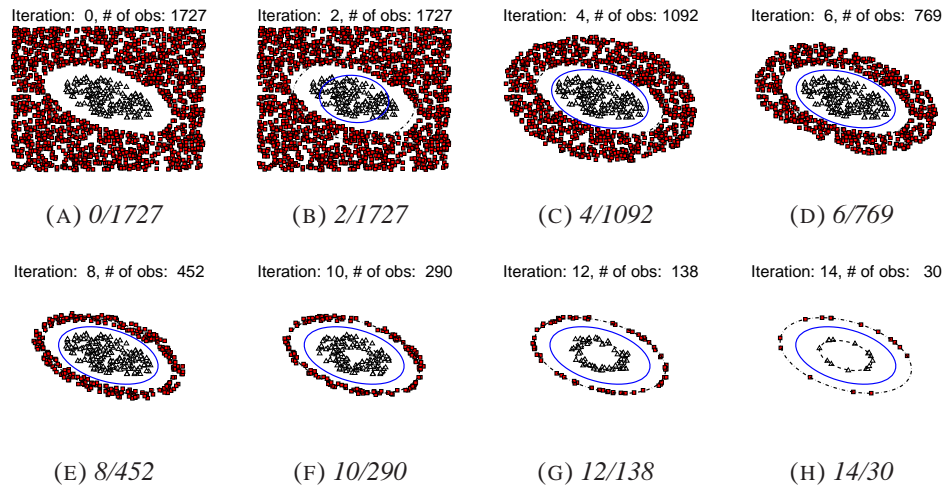 Iteration: 0, # of obs: 1727
Iteration: 2, # of obs: 1727
Iteration: 4, # of obs: 1092
Iteration: 6, # of obs: 769
(A) 0/1727
(B) 2/1727
(C) 4/1092
(D) 6/769
Iteration: 8, # of obs: 452
Iteration: 10, # of obs: 290
Iteration: 12, # of obs: 138
Iteration: 14, # of obs: 30
(E) 8/452
(F) 10/290
(G) 12/138
(H) 14/30